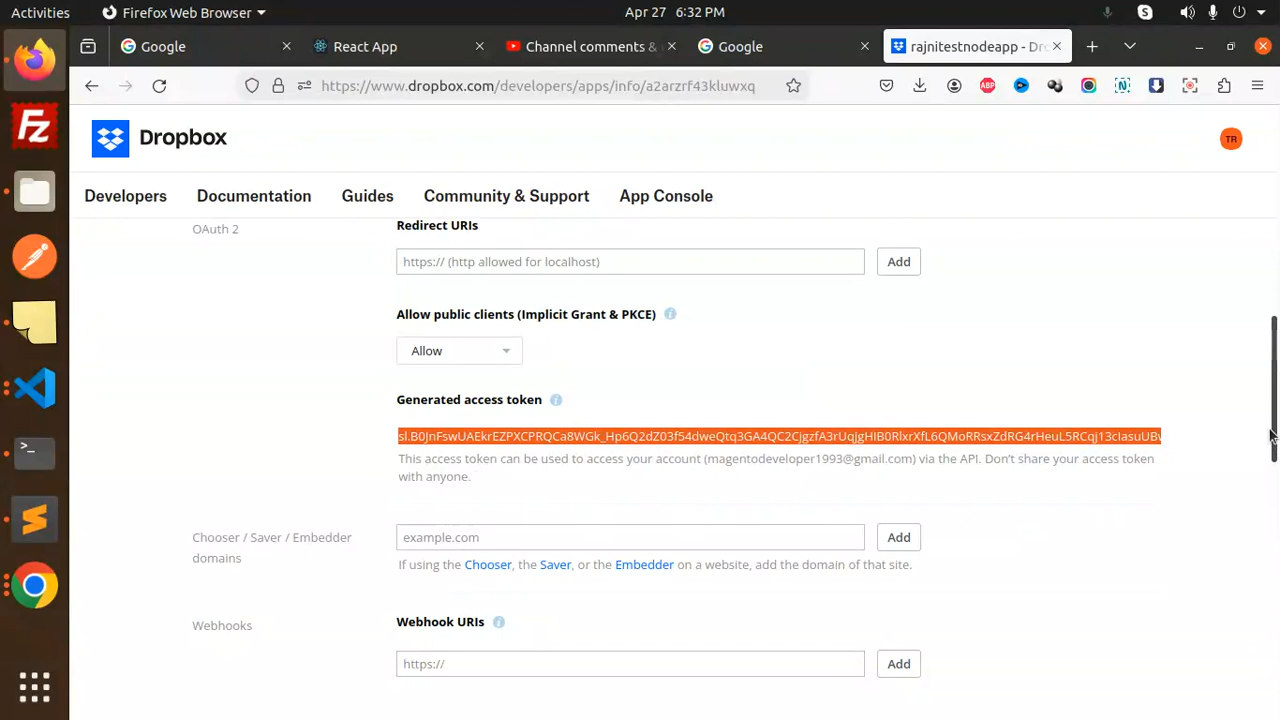 Activities
Firefox Web Browser
Apr 27 6:32 PM
Google
React App
Channel comments &
Google
rajnitestnodeapp - Dro
https://www.dropbox.com/developers/apps/info/a2arzrf43kluwxq
Dropbox
TR
Developers
Documentation
Guides
Community & Support
App Console
OAuth 2
Redirect URIs
https:// (http allowed for localhost)
Add
Allow public clients (Implicit Grant & PKCE)
Allow
Generated access token
This access token can be used to access your account (magentodeveloper1993@gmail.com) via the API. Don't share your access token
with anyone.
Chooser / Saver / Embedder
domains
example.com
Add
If using the Chooser, the Saver, or the Embedder on a website, add the domain of that site.
Webhooks
Webhook URIs
https://
Add